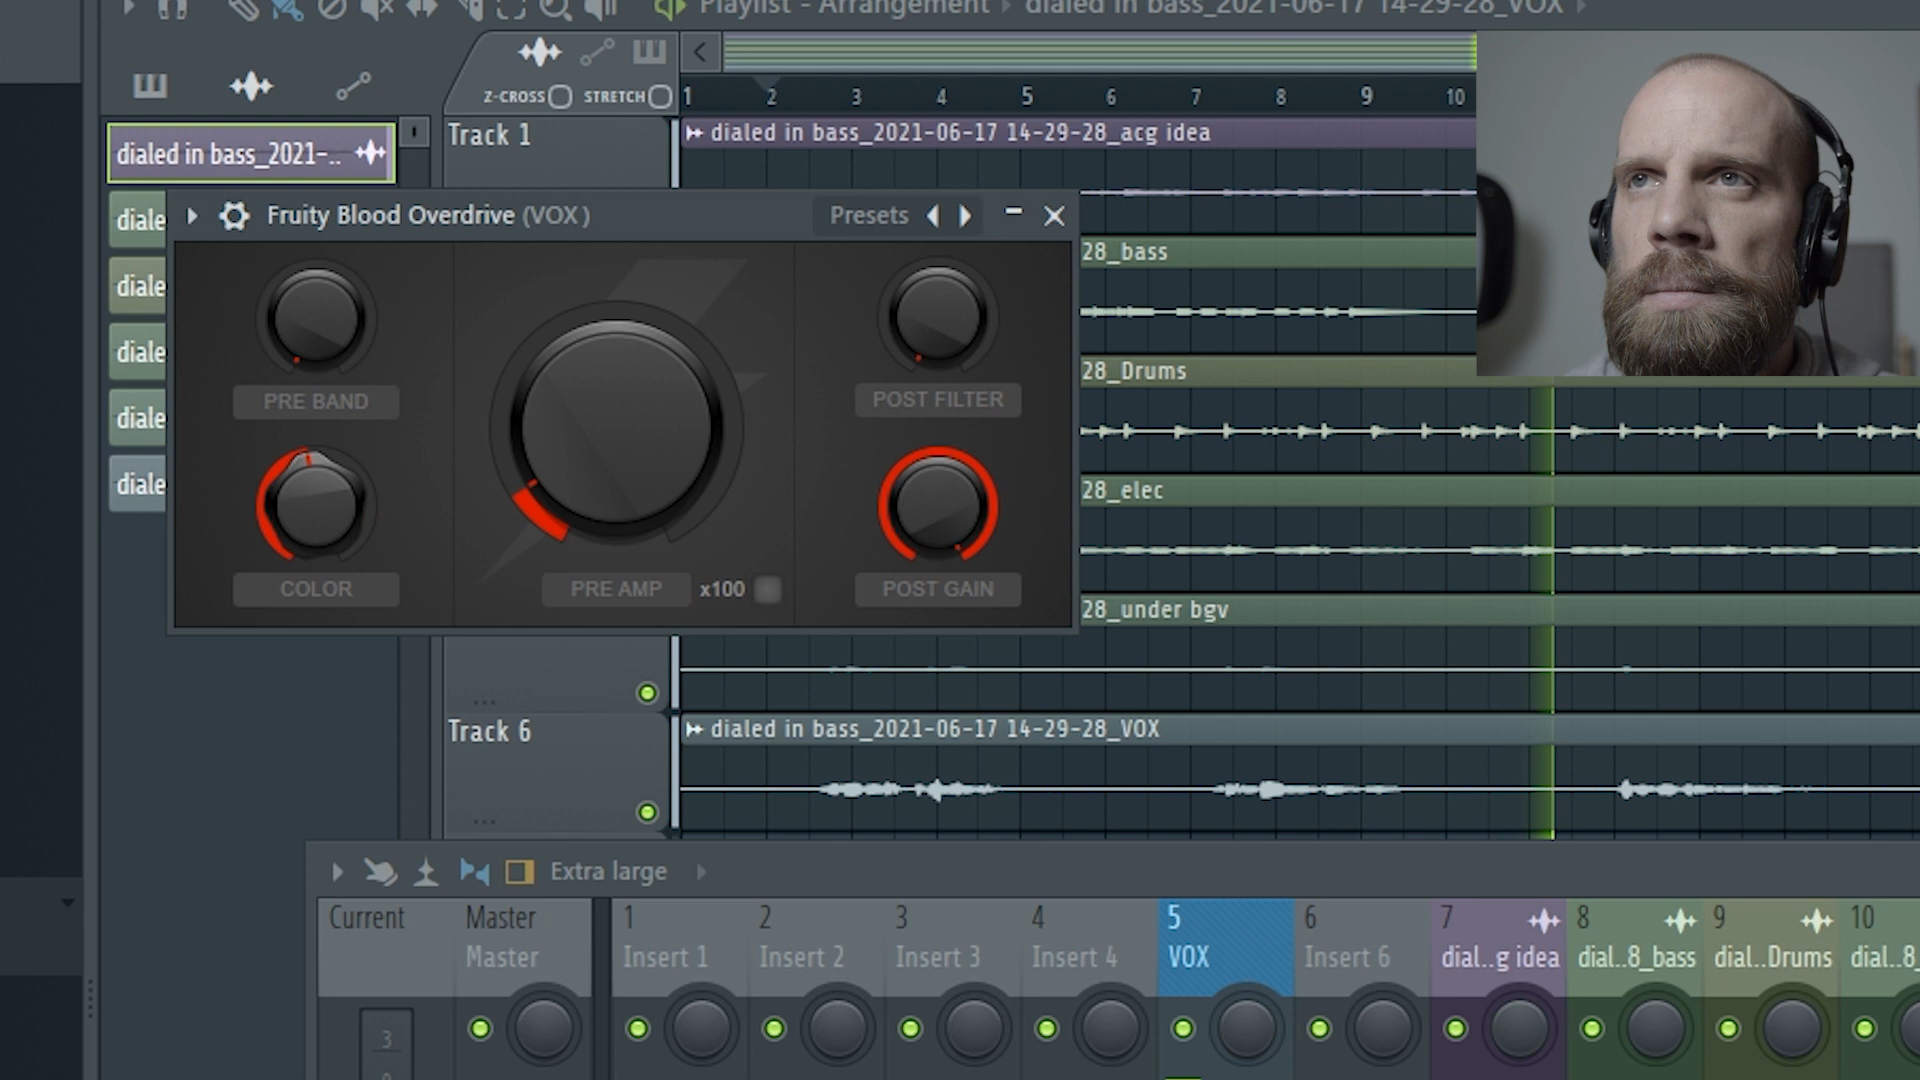 Playlist - Arrangement › dialed in bass_2021-06-17 14-29-28_VOX
Z-CROSS STRETCH
1 2 3 4 5 6 7 8 9 10
dialed in bass_2021-..
Track 1
dialed in bass_2021-06-17 14-29-28_acg idea
diale
diale
diale
diale
diale
Fruity Blood Overdrive (VOX)
Presets
PRE BAND
POST FILTER
COLOR
PRE AMP
x100
POST GAIN
28_bass
28_Drums
28_elec
28_under bgv
...
Track 6
dialed in bass_2021-06-17 14-29-28_VOX
...
Extra large
Current
Master
Master
1
Insert 1
2
Insert 2
3
Insert 3
4
Insert 4
5
VOX
6
Insert 6
7
dial..g idea
8
dial..8_bass
9
dial..Drums
10
dial..8_
3